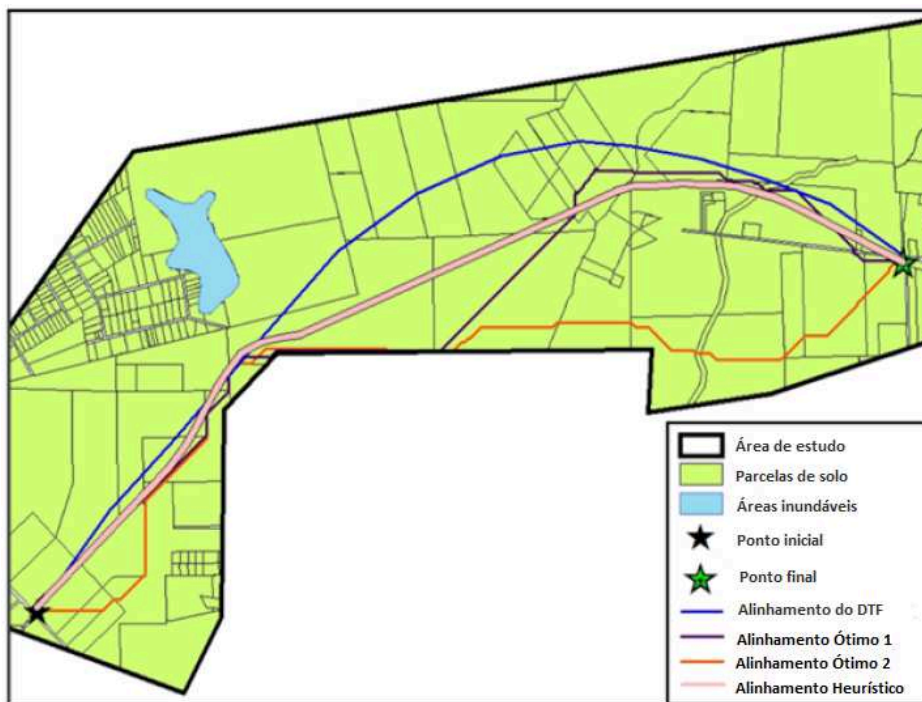 Área de estudo
Parcelas de solo
Áreas inundáveis
Ponto inicial
Ponto final
Alinhamento do DTF
Alinhamento Ótimo 1
Alinhamento Ótimo 2
Alinhamento Heurístico